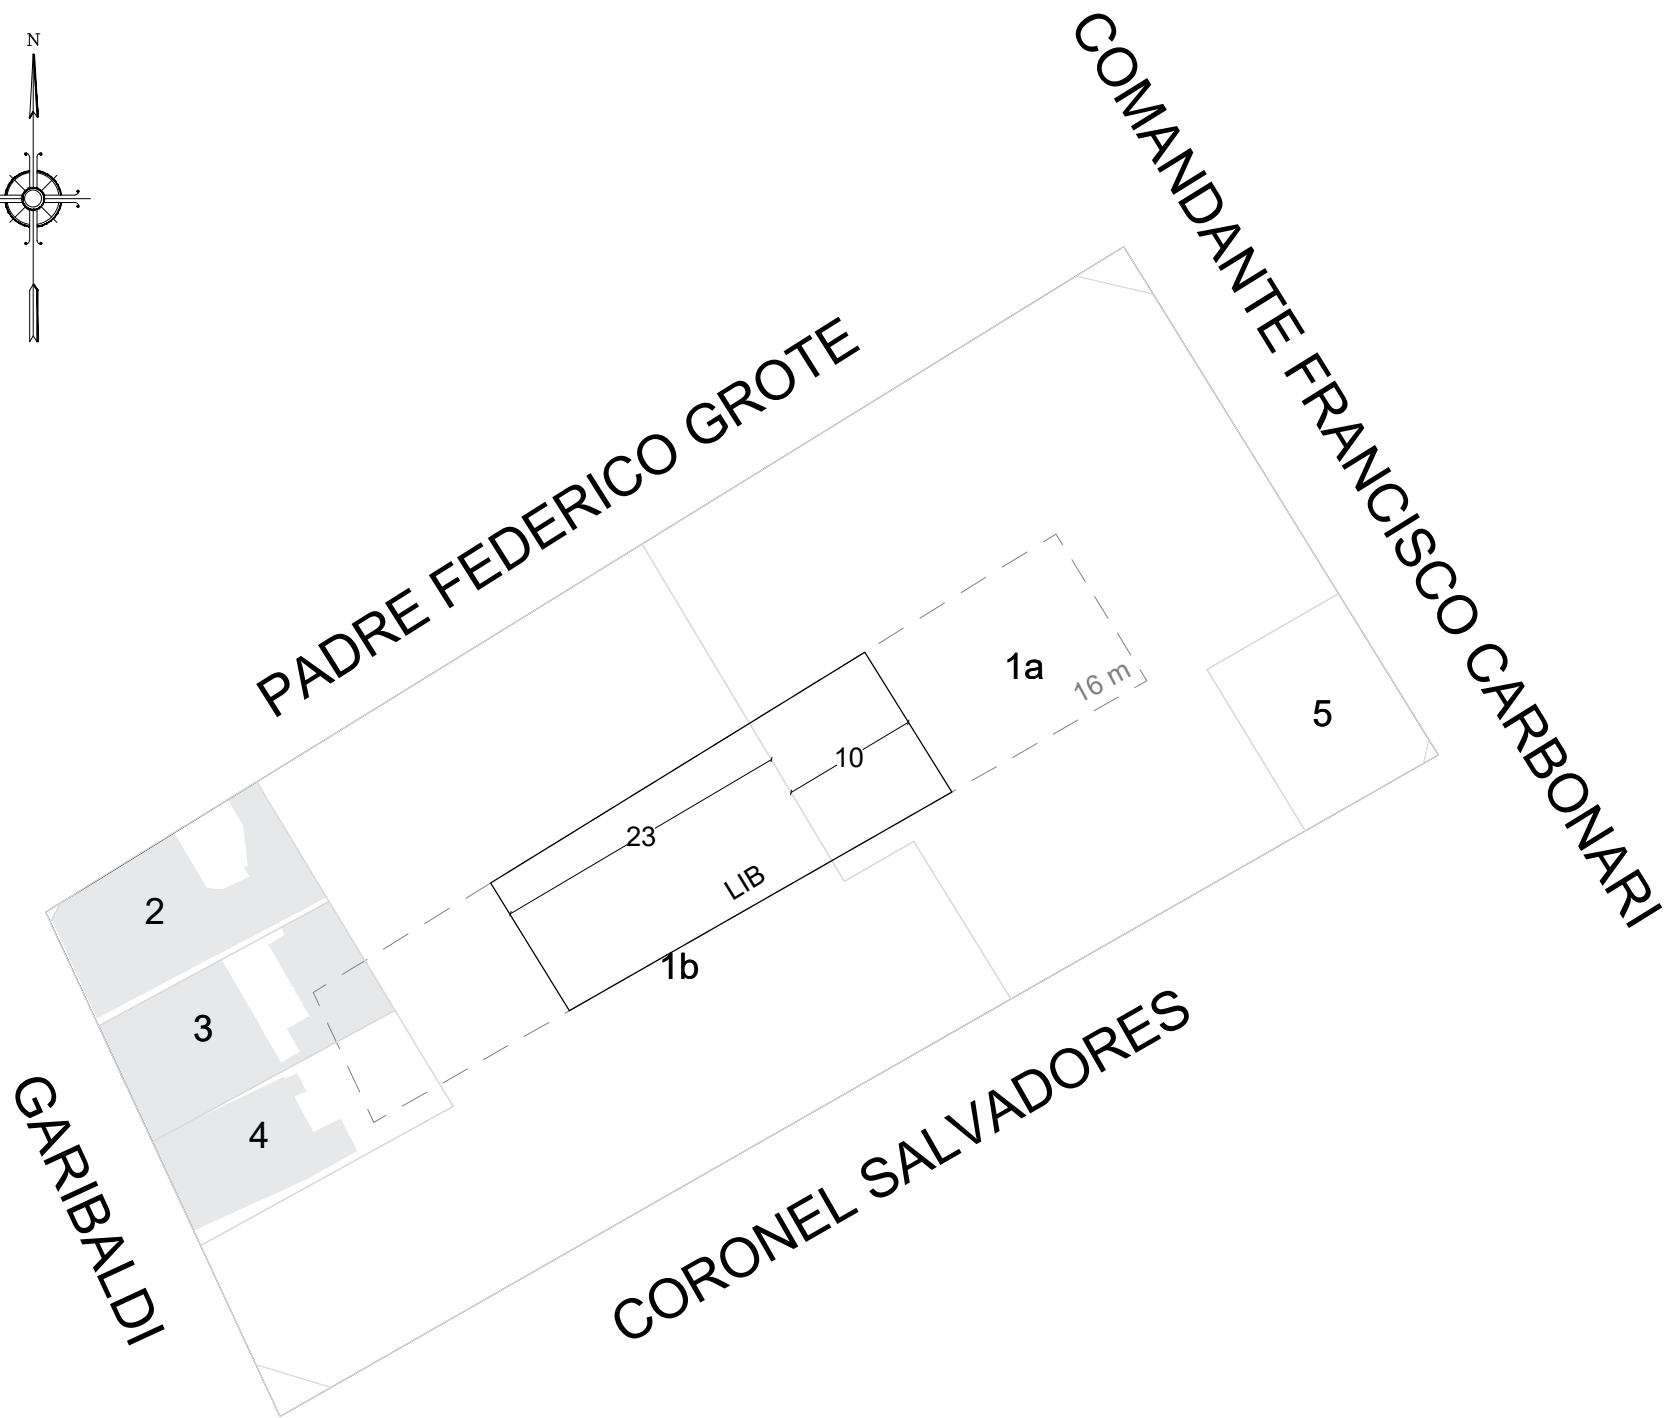 N
COMANDANTE FRANCISCO CARBONARI
PADRE FEDERICO GROTE
1a
16 m
5
10
23
LIB
2
1b
3
4
GARIBALDI
CORONEL SALVADORES